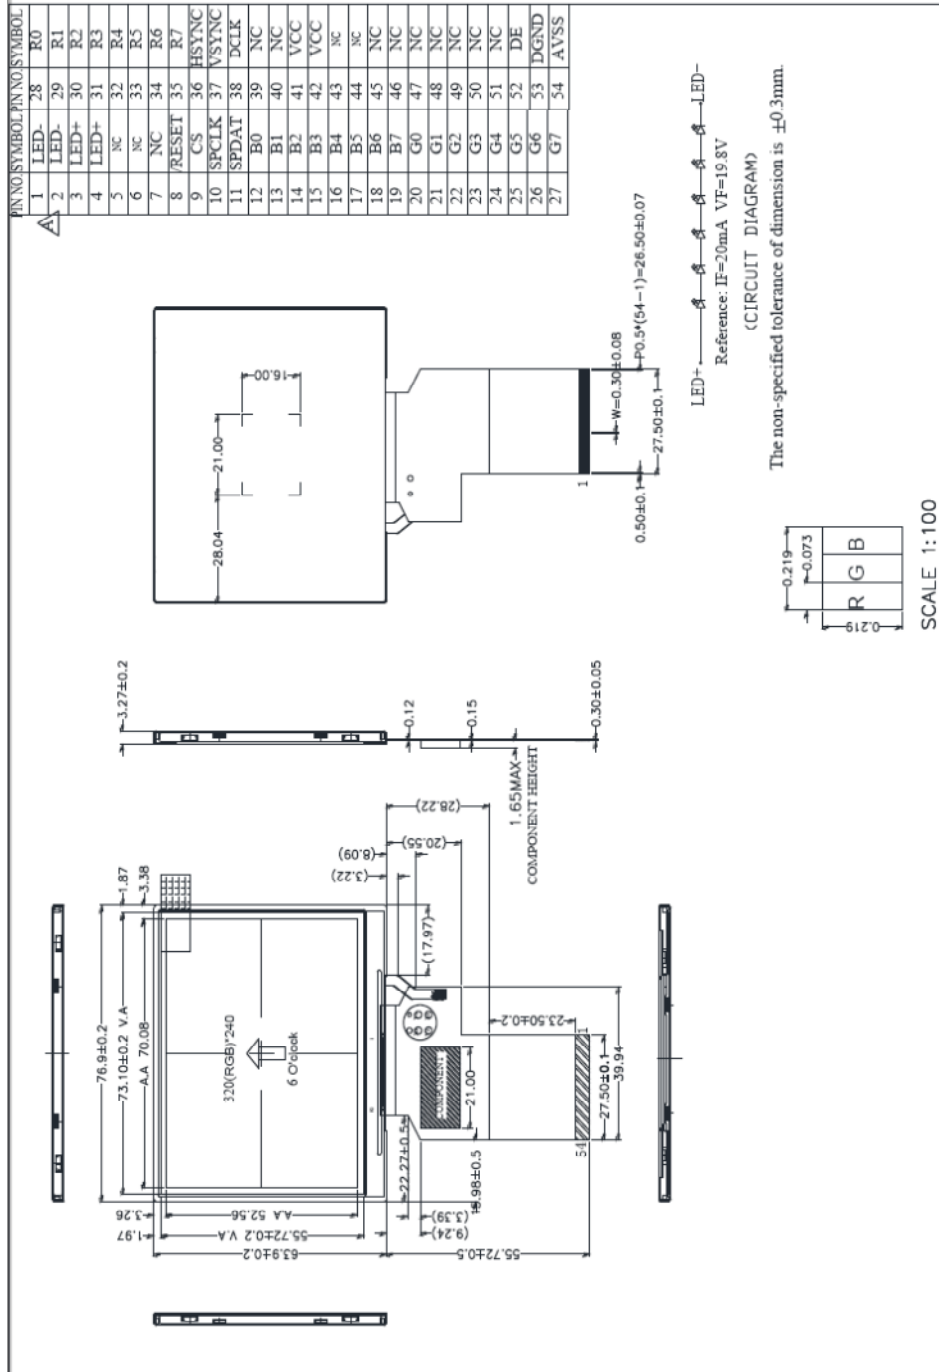 PIN NO. SYMBOL PIN NO. SYMBOL
1 LED- 28 R0
2 LED- 29 R1
3 LED+ 30 R2
4 LED+ 31 R3
5 NC 32 R4
6 NC 33 R5
7 NC 34 R6
8 /RESET 35 R7
9 CS 36 HSYNC
10 SPCLK 37 VSYNC
11 SPDAT 38 DCLK
12 B0 39 NC
13 B1 40 NC
14 B2 41 VCC
15 B3 42 VCC
16 B4 43 NC
17 B5 44 NC
18 B6 45 NC
19 B7 46 NC
20 G0 47 NC
21 G1 48 NC
22 G2 49 NC
23 G3 50 NC
24 G4 51 NC
25 G5 52 DE
26 G6 53 DGND
27 G7 54 AVSS
A
28.04
21.00
16.00
1
0.50±0.1
27.50±0.1
W=0.30±0.08
P0.5*(54-1)=26.50±0.07
LED+
LED-
Reference: IF=20mA VF=19.8V
(CIRCUIT DIAGRAM)
The non-specified tolerance of dimension is ±0.3mm.
3.27±0.2
0.12
0.15
1.65MAX
COMPONENT HEIGHT
0.30±0.05
0.219
0.073
R G B
0.219
SCALE 1:100
76.9±0.2
73.10±0.2 V.A
A.A 70.08
1.87
3.38
320(RGB)*240
6 O'clock
3.26
1.97
A.A 52.56
55.72±0.2 V.A
63.9±0.2
(3.22)
(8.09)
(20.55)
(28.22)
(17.97)
22.27±0.5
COMPONENT
21.00
23.50±0.2
(3.39)
(9.24)
55.72±0.5
54
1
27.50±0.1
39.94